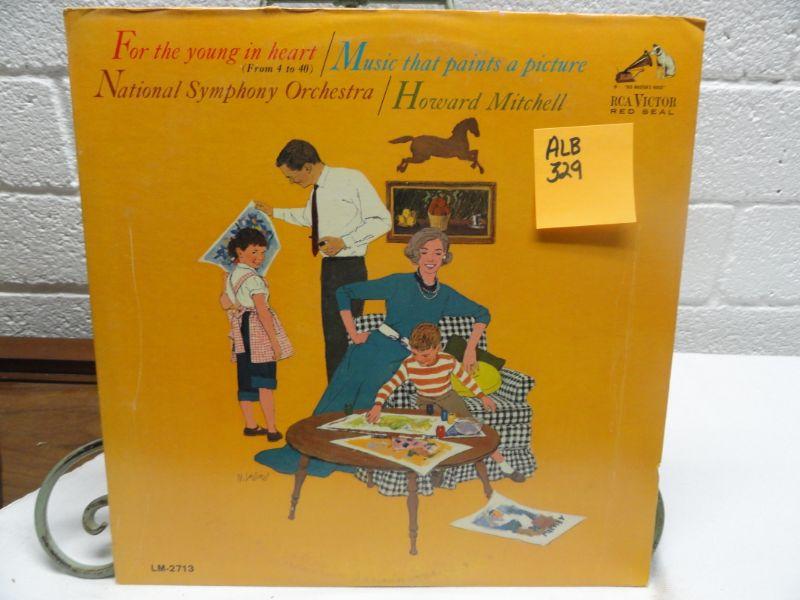 For the young in heart / Music that paints a picture
(From 4 to 40)
National Symphony Orchestra / Howard Mitchell
"HIS MASTER'S VOICE"
RCA VICTOR
RED SEAL
ALB
329
LM-2713